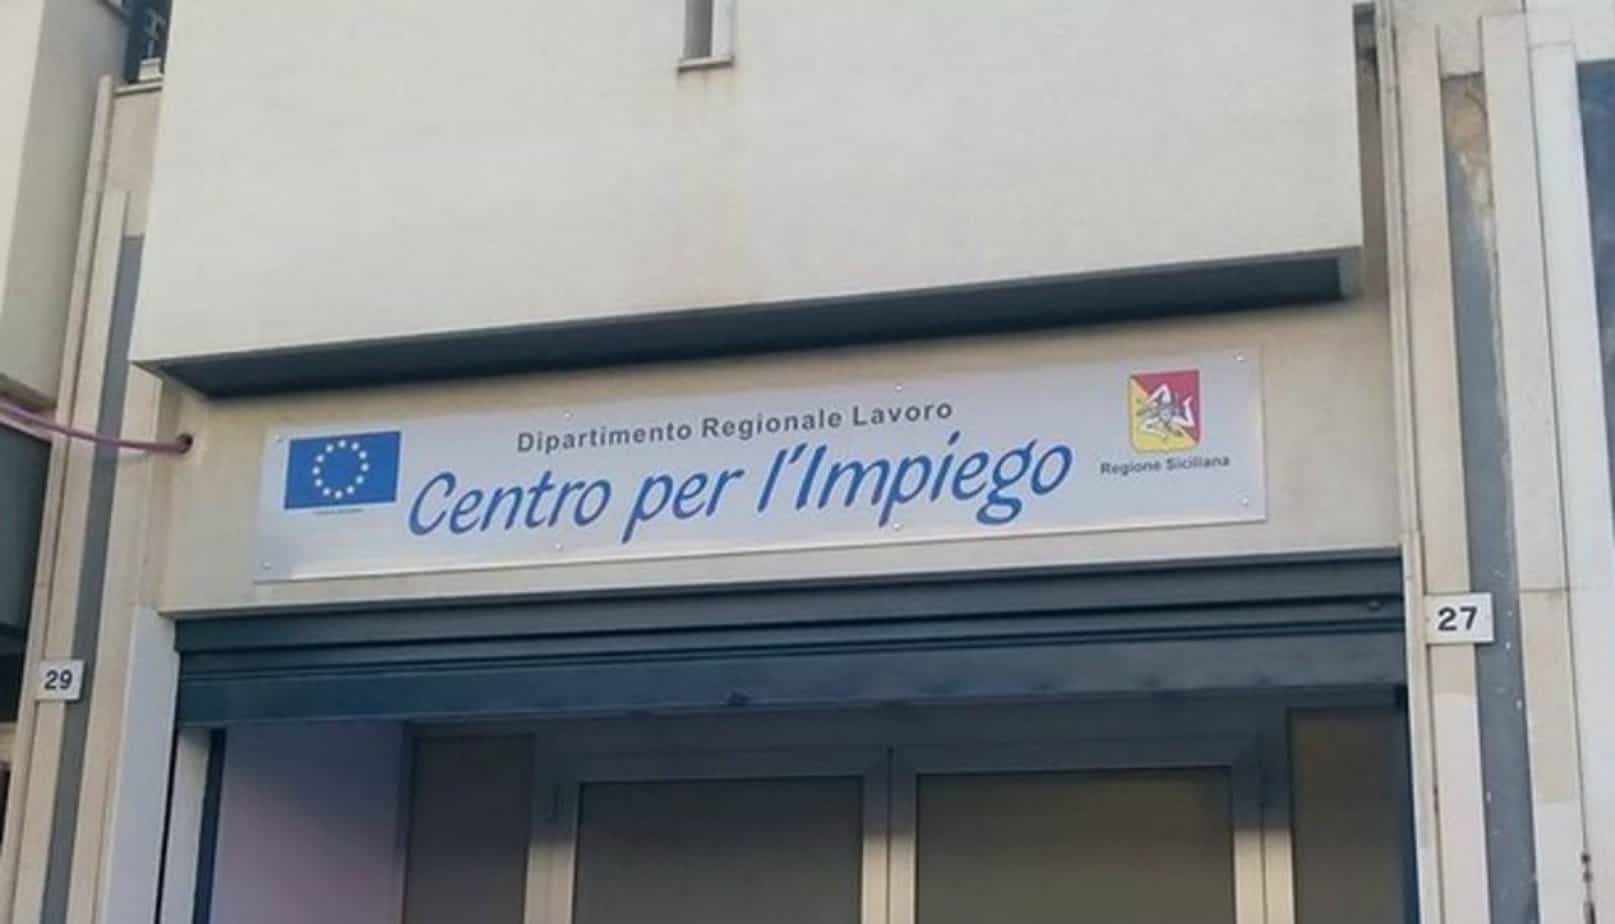 Dipartimento Regionale Lavoro
Centro per l'Impiego
Regione Siciliana
27
29